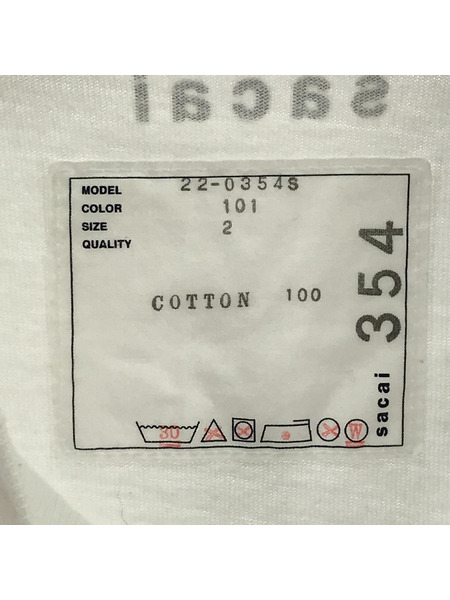 sacai
MODEL 22-0354S
COLOR 101
SIZE 2
QUALITY
COTTON 100
354
sacai
30
W